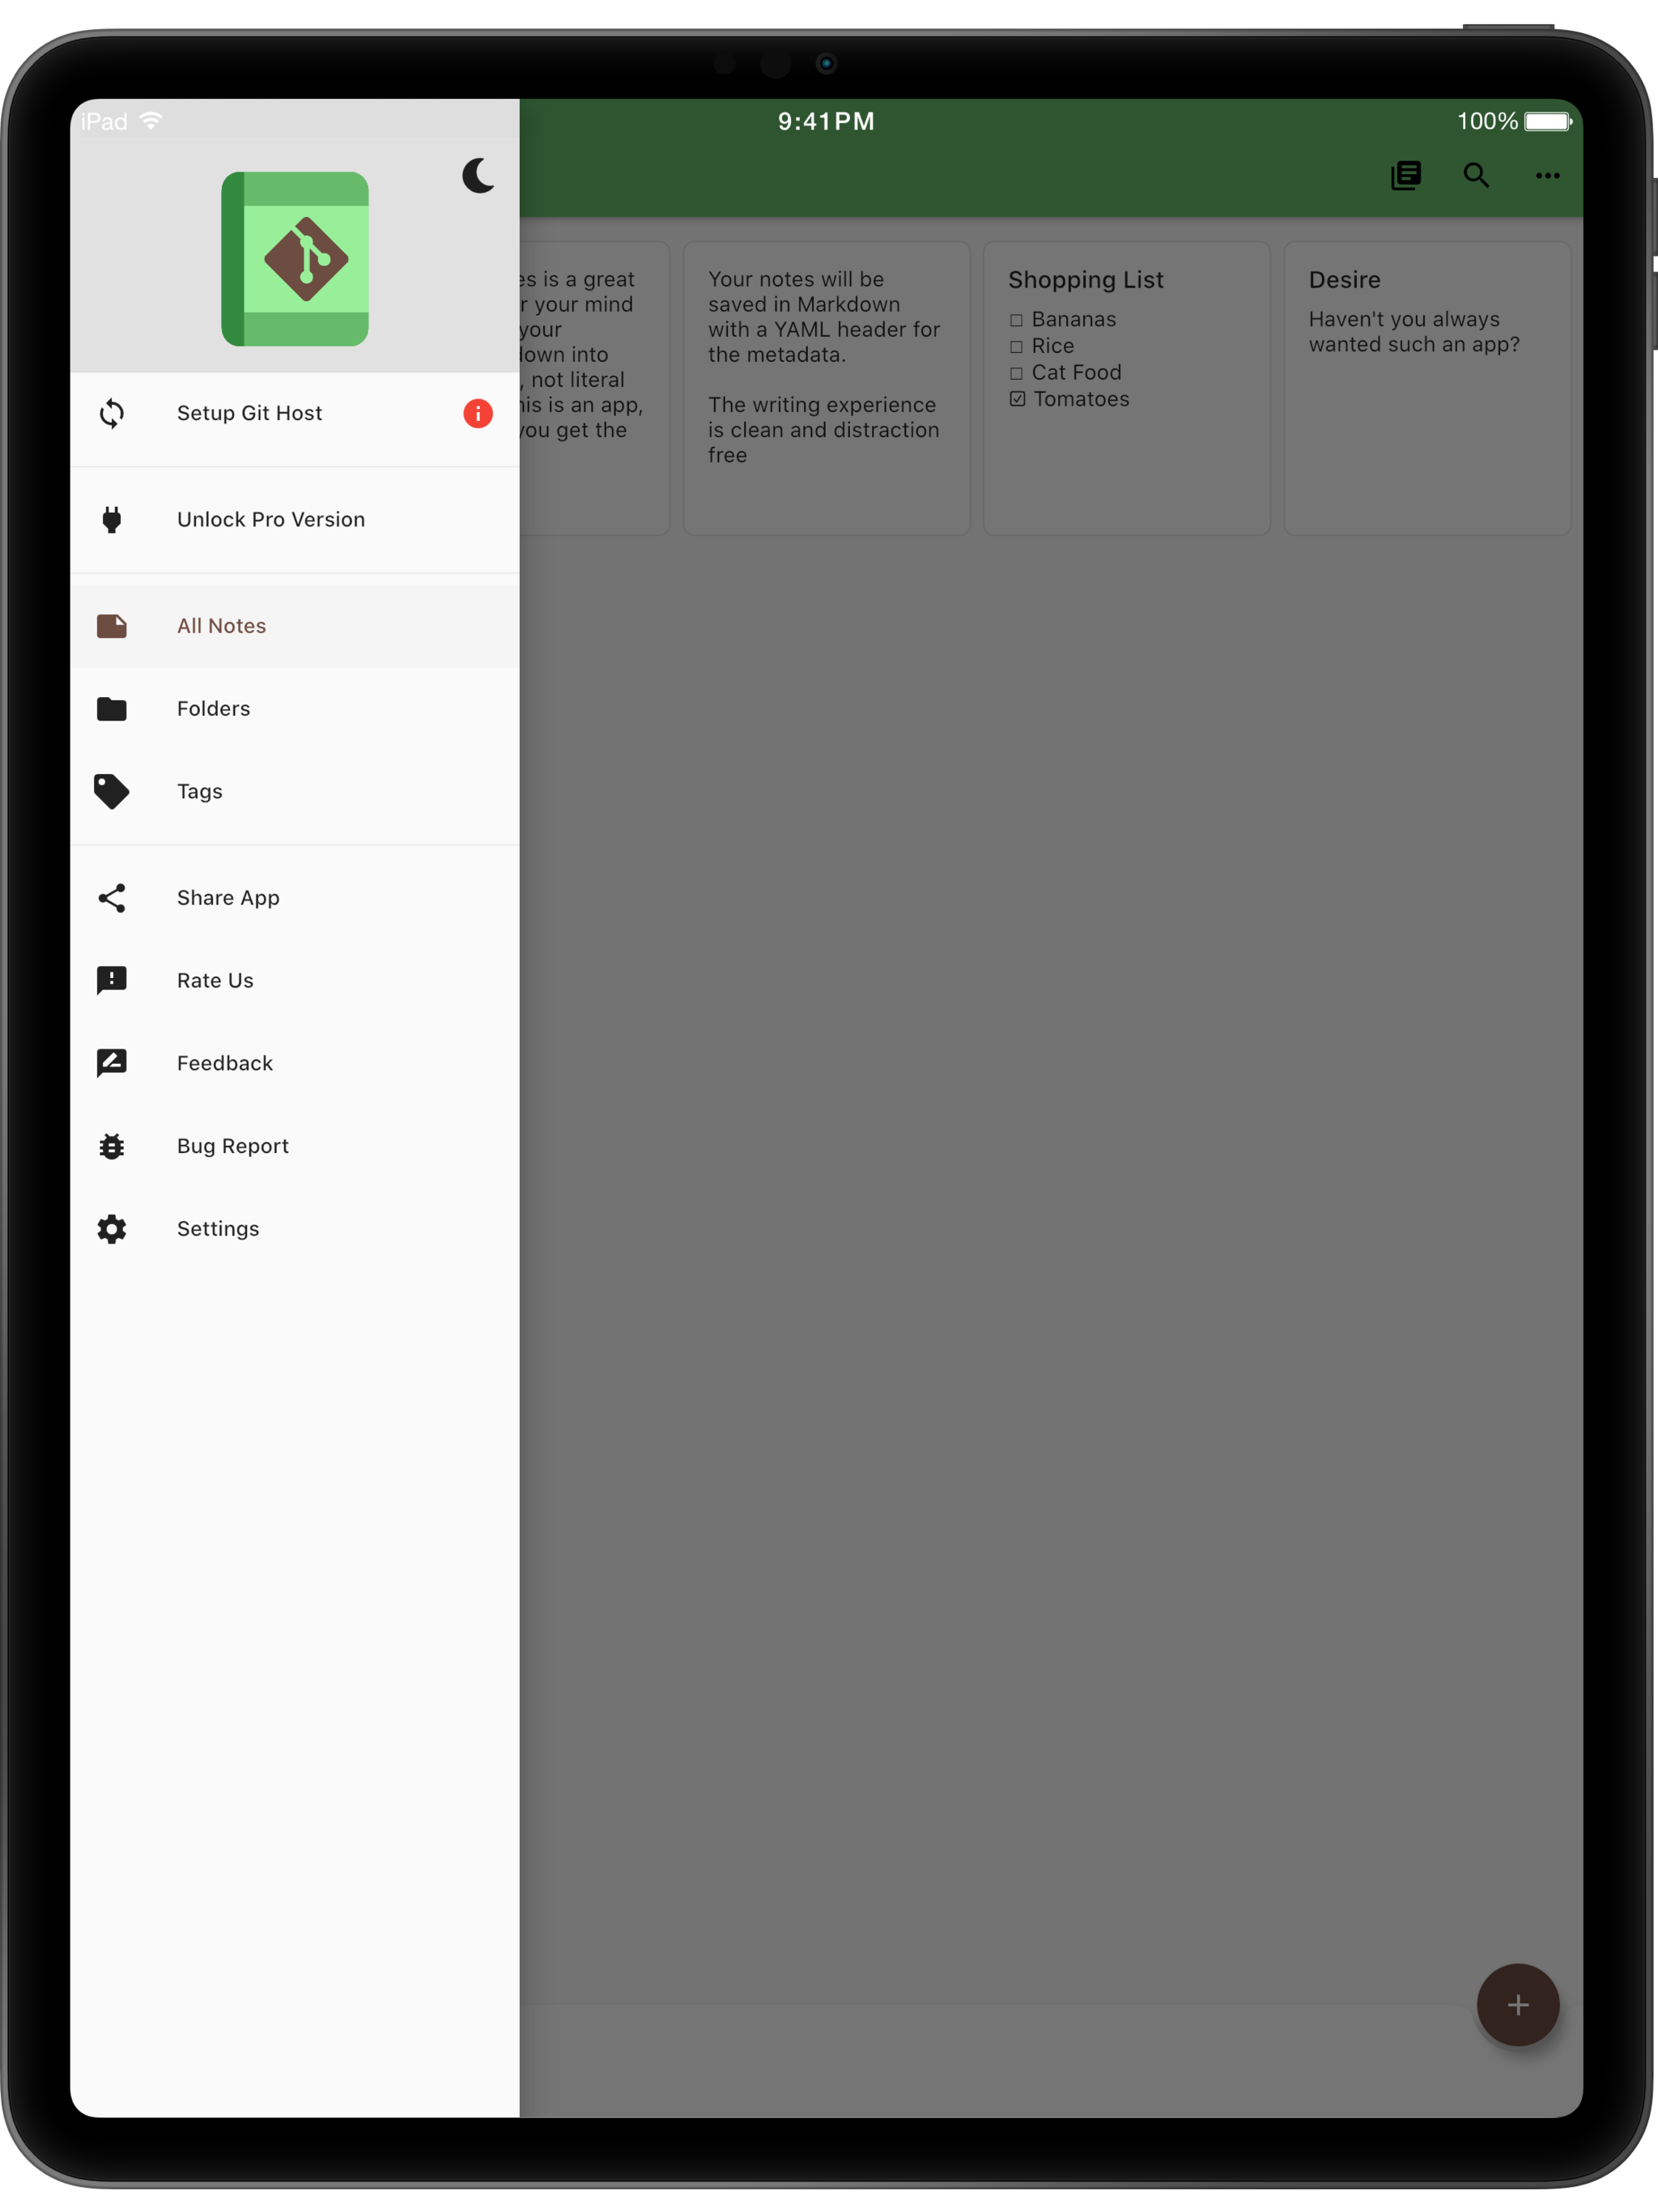 iPad
9:41PM
100%
Setup Git Host
Unlock Pro Version
All Notes
Folders
Tags
Share App
Rate Us
Feedback
Bug Report
Settings
is a great
your mind
your
into
, not literal
is is an app,
you get the
Your notes will be
saved in Markdown
with a YAML header for
the metadata.
The writing experience
is clean and distraction
free
Shopping List
☐ Bananas
☐ Rice
☐ Cat Food
☑ Tomatoes
Desire
Haven't you always
wanted such an app?